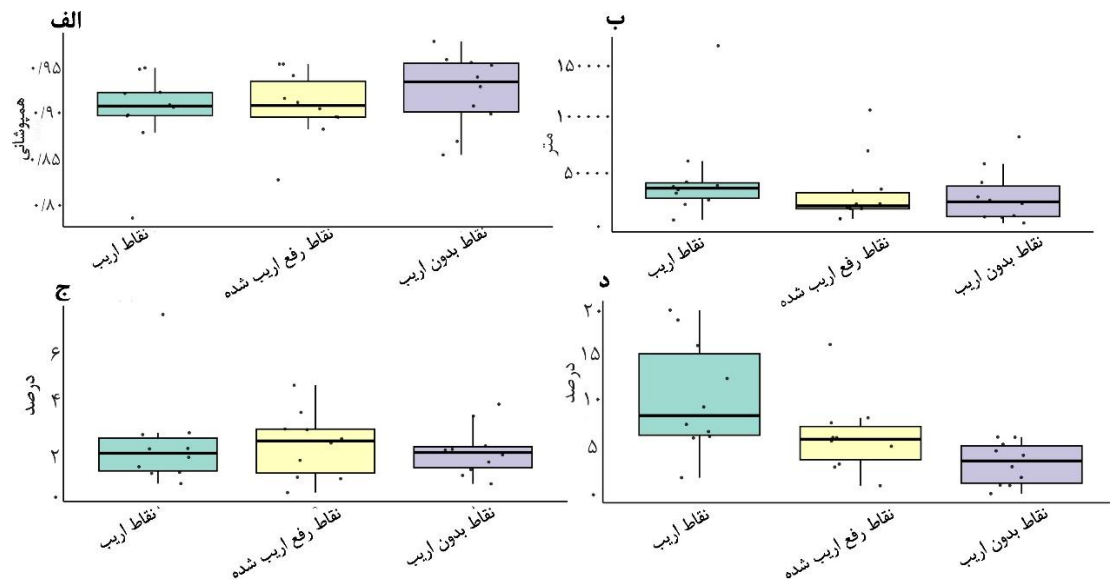 الف
۰/۹۵
۰/۹۰
۰/۸۵
۰/۸۰
همپوشانی
نقاط اریب
نقاط رفع اریب شده
نقاط بدون اریب
ب
۱۵۰۰۰۰
۱۰۰۰۰۰
۵۰۰۰۰
۰
متر
نقاط اریب
نقاط رفع اریب شده
نقاط بدون اریب
ج
۶
۴
۲
۰
درصد
نقاط اریب
نقاط رفع اریب شده
نقاط بدون اریب
د
۲۰
۱۵
۱۰
۵
۰
درصد
نقاط اریب
نقاط رفع اریب شده
نقاط بدون اریب